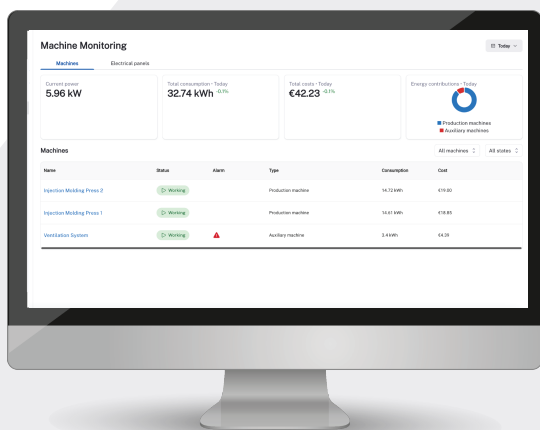 Machine Monitoring
Today
Machines Electrical panels
Current power
5.96 kW
Total consumption - Today
32.74 kWh -0.1%
Total costs - Today
€42.23 -0.1%
Energy contributions - Today
Production machines
Auxiliary machines
Machines
All machines All states
Name Status Alarm Type Consumption Cost
Injection Molding Press 2 Working Production machine 14.72 kWh €19.00
Injection Molding Press 1 Working Production machine 14.61 kWh €18.85
Ventilation System Working Auxiliary machine 3.4 kWh €4.39